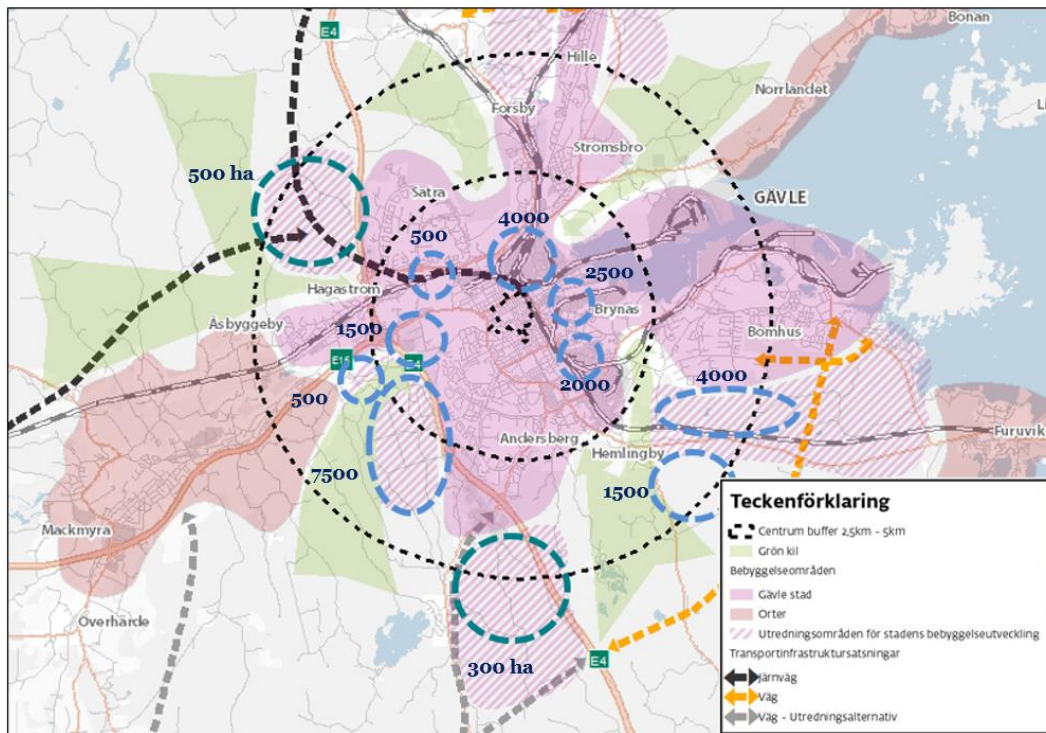 Bonan
E4
Hille
Norrlandet
Li
Forsby
Strömsbro
500 ha
Sätra
4000
GÄVLE
500
2500
Hagaström
Brynäs
Åsbyggeby
1500
Bomhus
E16
E4
2000
4000
500
Andersberg
Furuvik
Hemlingby
7500
1500
Mackmyra
Överhärde
300 ha
E4
Teckenförklaring
Centrum buffer 2,5km - 5km
Grön kil
Bebyggelseområden
Gävle stad
Orter
Utredningsområden för stadens bebyggelseutveckling
Transportinfrastruktursatsningar
Järnväg
Väg
Väg - Utredningsalternativ